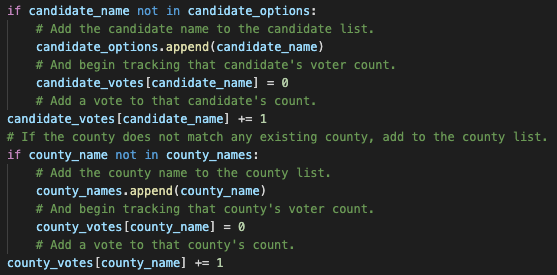 if candidate_name not in candidate_options:
    # Add the candidate name to the candidate list.
    candidate_options.append(candidate_name)
    # And begin tracking that candidate's voter count.
    candidate_votes[candidate_name] = 0
    # Add a vote to that candidate's count.
candidate_votes[candidate_name] += 1
# If the county does not match any existing county, add to the county list.
if county_name not in county_names:
    # Add the county name to the county list.
    county_names.append(county_name)
    # And begin tracking that county's voter count.
    county_votes[county_name] = 0
    # Add a vote to that county's count.
county_votes[county_name] += 1